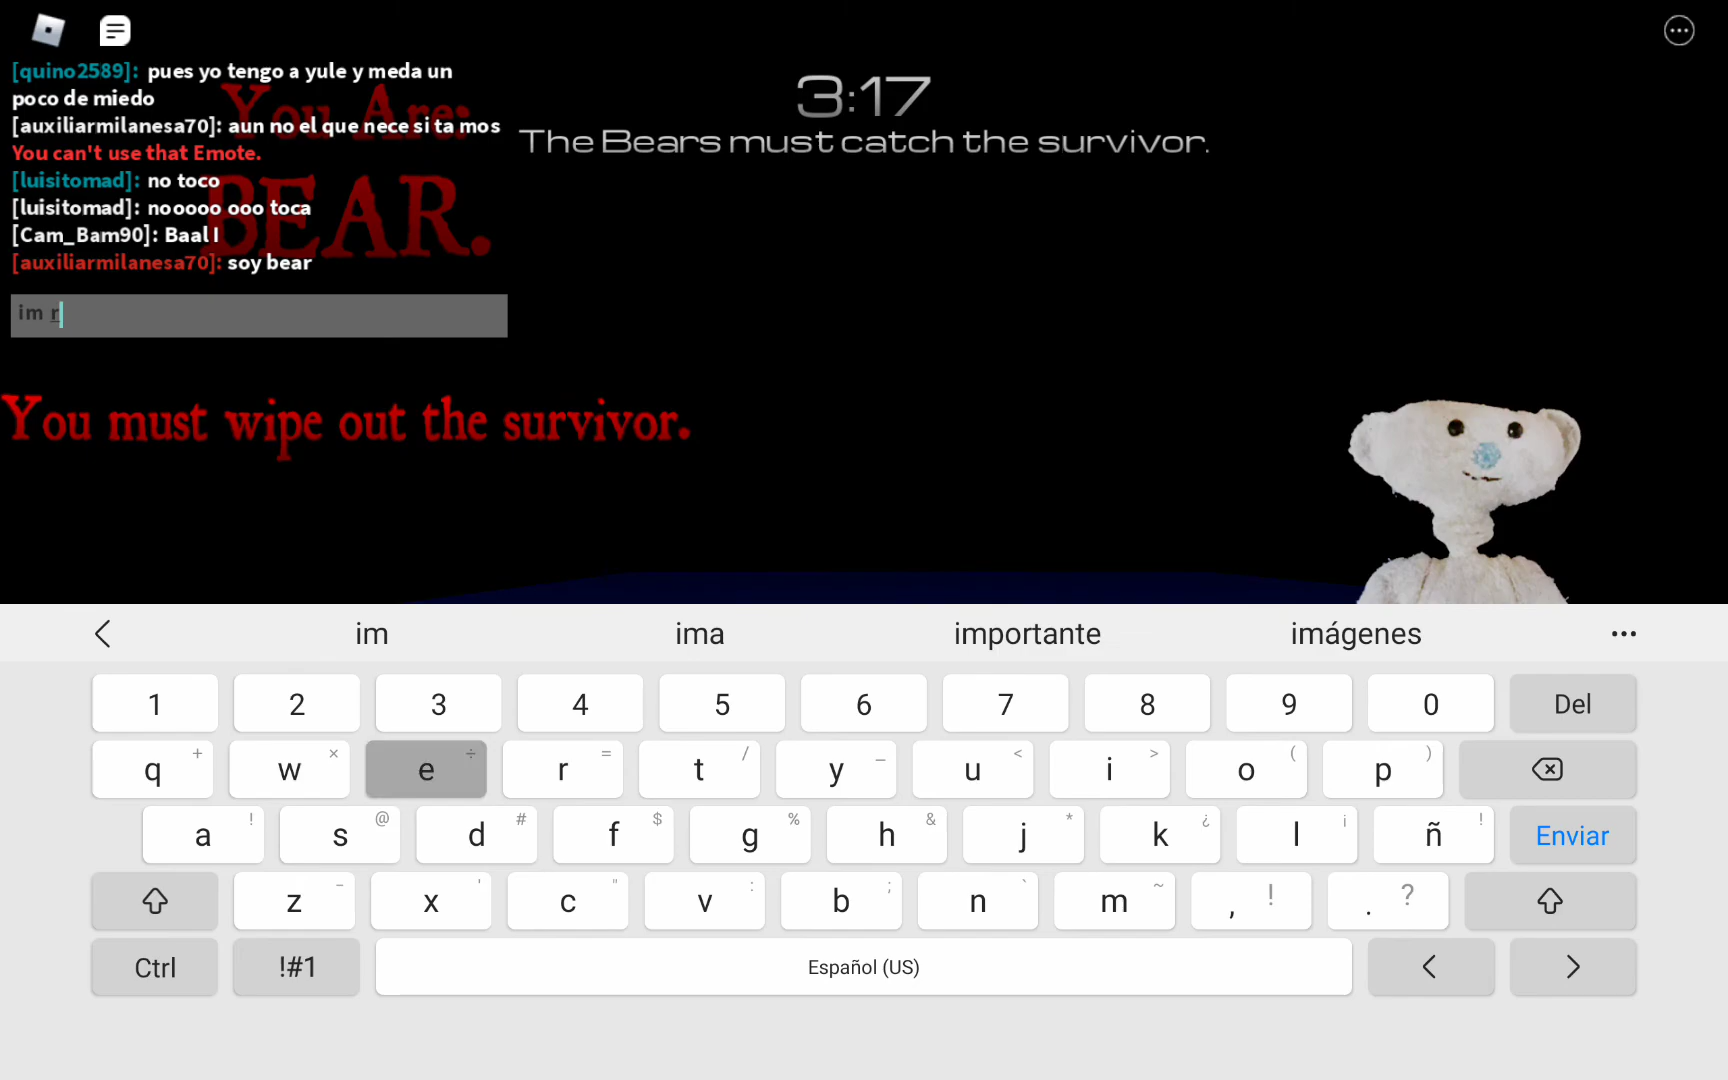 [quino2589]: pues yo tengo a yule y meda un
poco de miedo
[auxiliarmilanesa70]: aun no el que nece si ta mos
You can't use that Emote.
[luisitomad]: no toco
[luisitomad]: nooooo ooo toca
[Cam_Bam90]: Baal I
[auxiliarmilanesa70]: soy bear
You Are:
BEAR.
3:17
The Bears must catch the survivor.
im r
You must wipe out the survivor.
im ima importante imágenes
1 2 3 4 5 6 7 8 9 0 Del
q + w × e ÷ r = t / y _ u < i > o ( p )
a ! s @ d # f $ g % h & j * k ¿ l ¡ ñ ! Enviar
z - x ' c " v : b ; n ` m ~ , ! . ?
Ctrl !#1 Español (US) < >